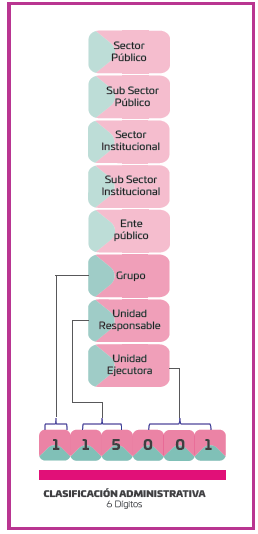 Sector
Público
Sub Sector
Público
Sector
Institucional
Sub Sector
Institucional
Ente
público
Grupo
Unidad
Responsable
Unidad
Ejecutora
1 1 5 0 0 1
CLASIFICACIÓN ADMINISTRATIVA
6 Dígitos